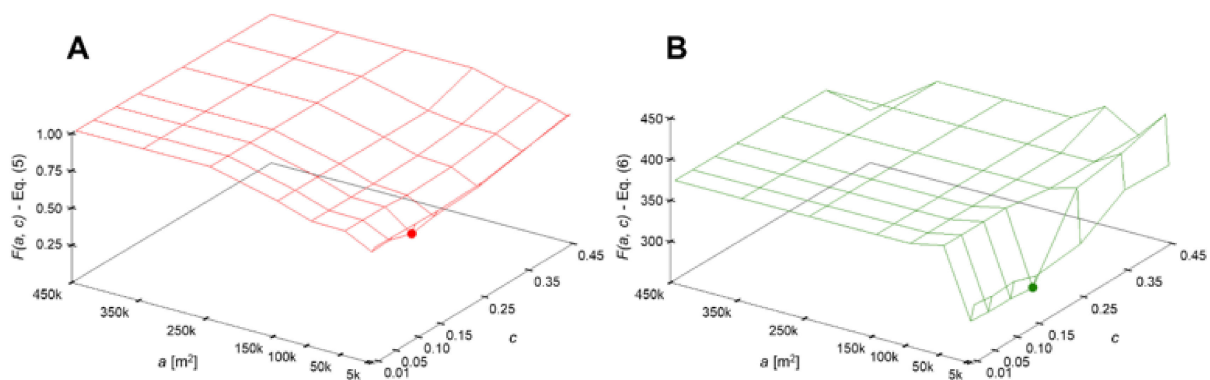 A
F(a, c) - Eq. (5)
1.00
0.75
0.50
0.25
450k
350k
250k
150k
100k
50k
5k
a [m²]
0.01
0.05
0.10
0.15
0.25
0.35
0.45
c
B
F(a, c) - Eq. (6)
450
400
350
300
450k
350k
250k
150k
100k
50k
5k
a [m²]
0.01
0.05
0.10
0.15
0.25
0.35
0.45
c